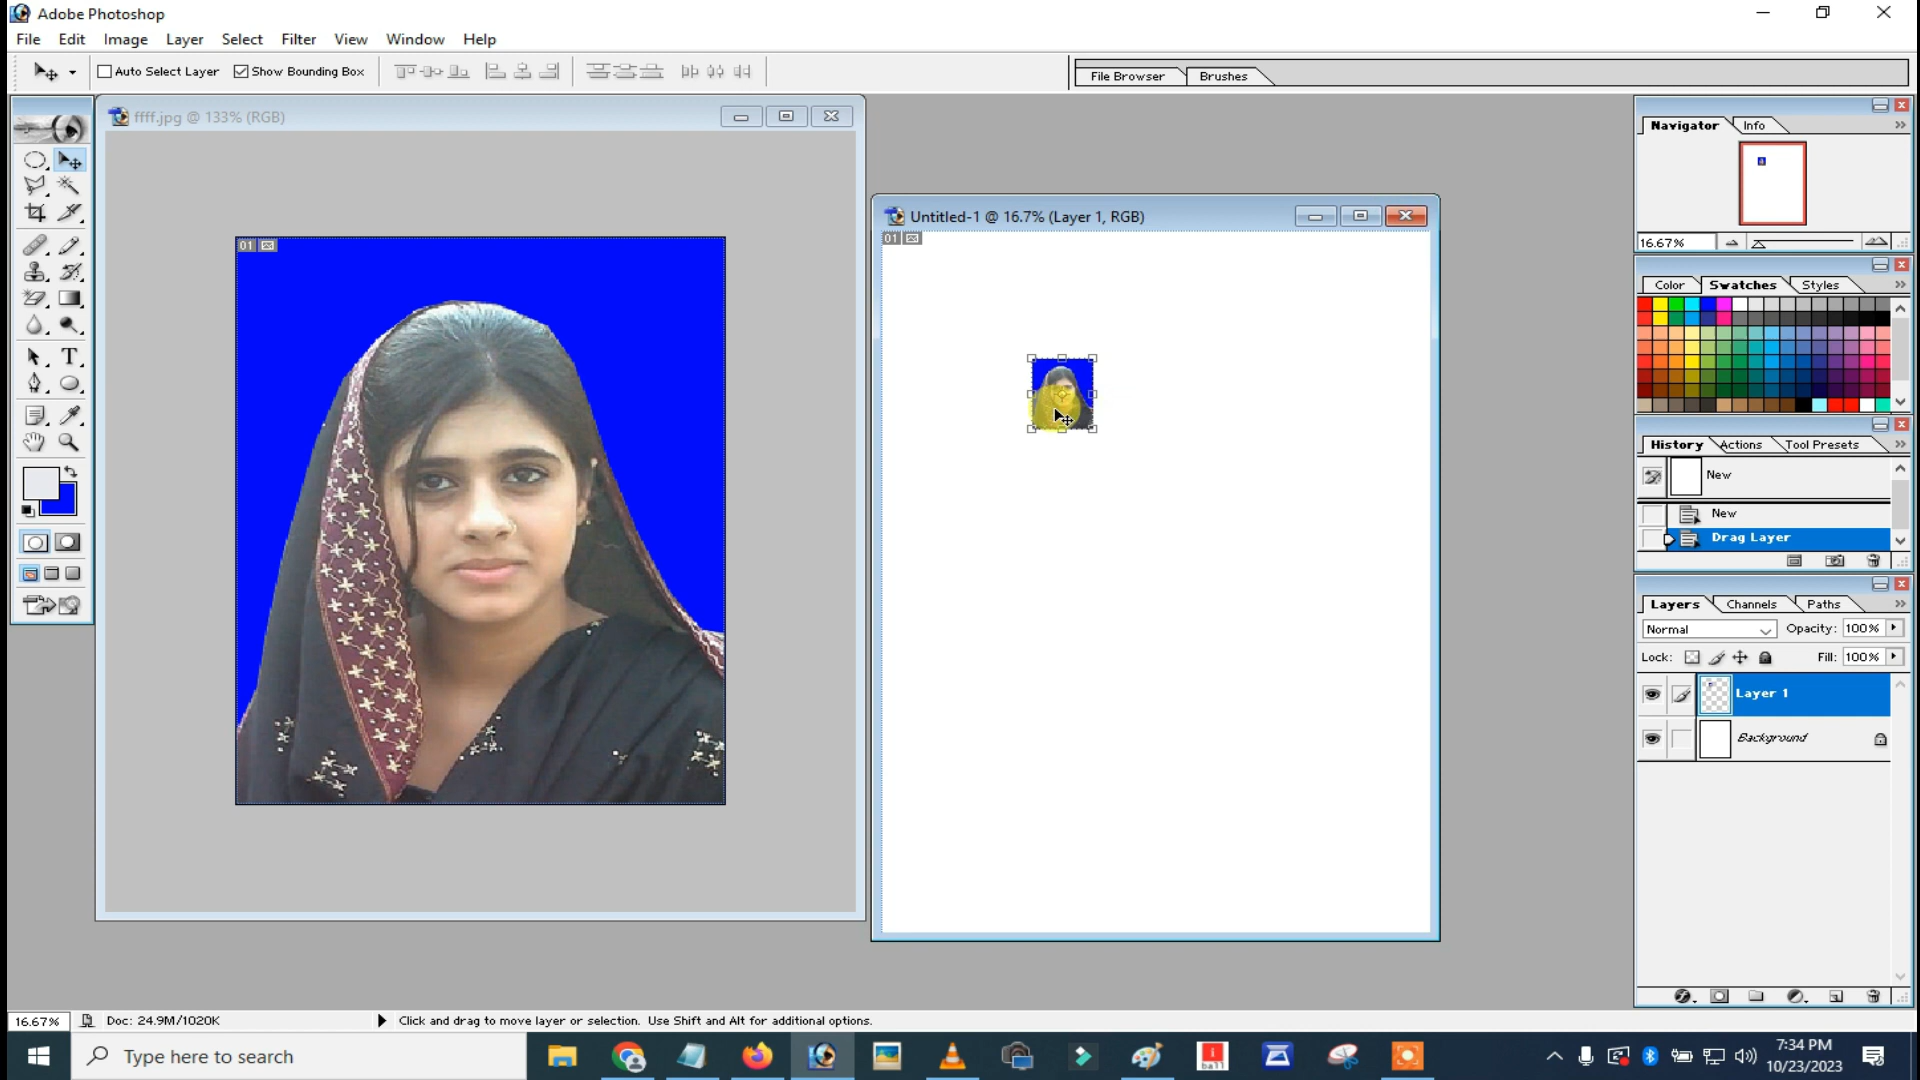 Adobe Photoshop
File Edit Image Layer Select Filter View Window Help
Auto Select Layer Show Bounding Box
File Browser Brushes
ffff.jpg @ 133% (RGB)
01
Untitled-1 @ 16.7% (Layer 1, RGB)
01
Navigator Info
16.67%
Color Swatches Styles
History Actions Tool Presets
New
New
Drag Layer
Layers Channels Paths
Normal Opacity: 100%
Lock: Fill: 100%
Layer 1
Background
16.67% Doc: 24.9M/1020K Click and drag to move layer or selection. Use Shift and Alt for additional options.
Type here to search
7:34 PM
10/23/2023